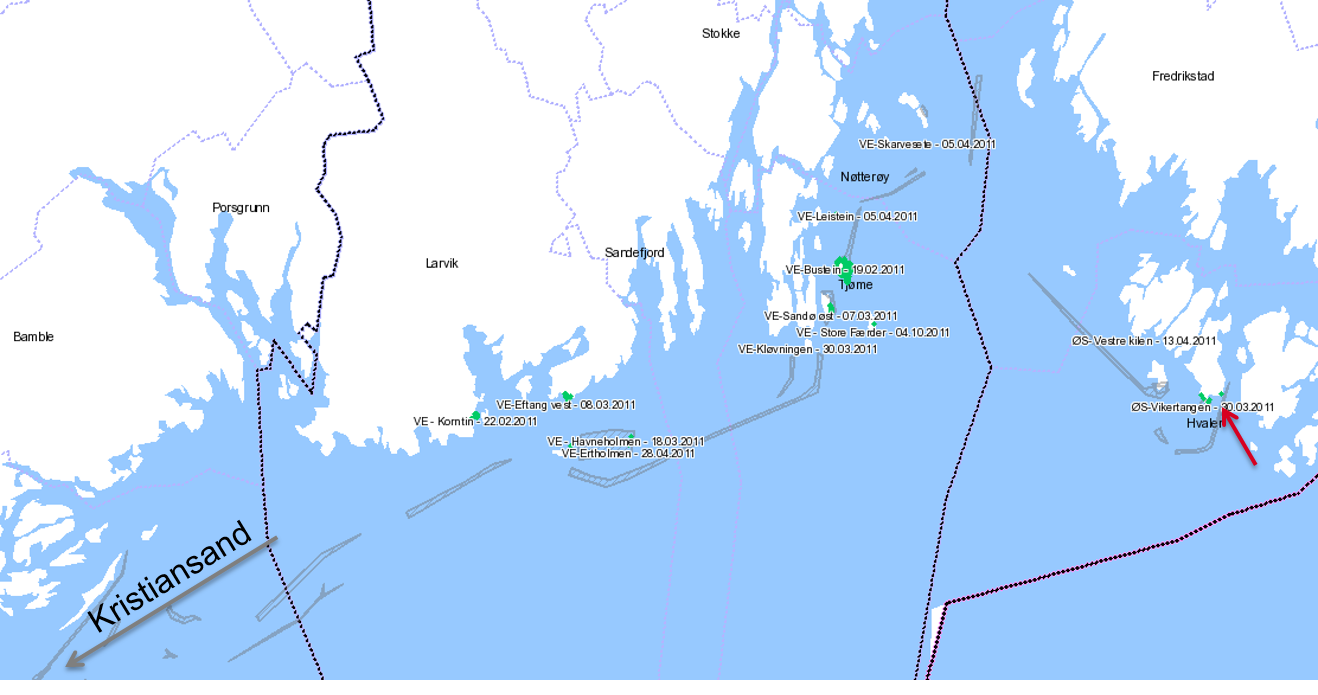 Stokke
Fredrikstad
VE-Skarvesete - 05.04.2011
Nøtterøy
Porsgrunn
VE-Leistein - 05.04.2011
Sandefjord
Larvik
VE-Bustein - 19.02.2011
Tjøme
VE-Sandø øst - 07.03.2011
VE - Store Færder - 04.10.2011
Bamble
ØS-Vestre kilen - 13.04.2011
VE-Kløvningen - 30.03.2011
VE-Eftang vest - 08.03.2011
ØS-Vikertangen - 30.03.2011
VE - Korntin - 22.02.2011
Hvaler
VE - Havneholmen - 18.03.2011
VE-Ertholmen - 28.04.2011
Kristiansand